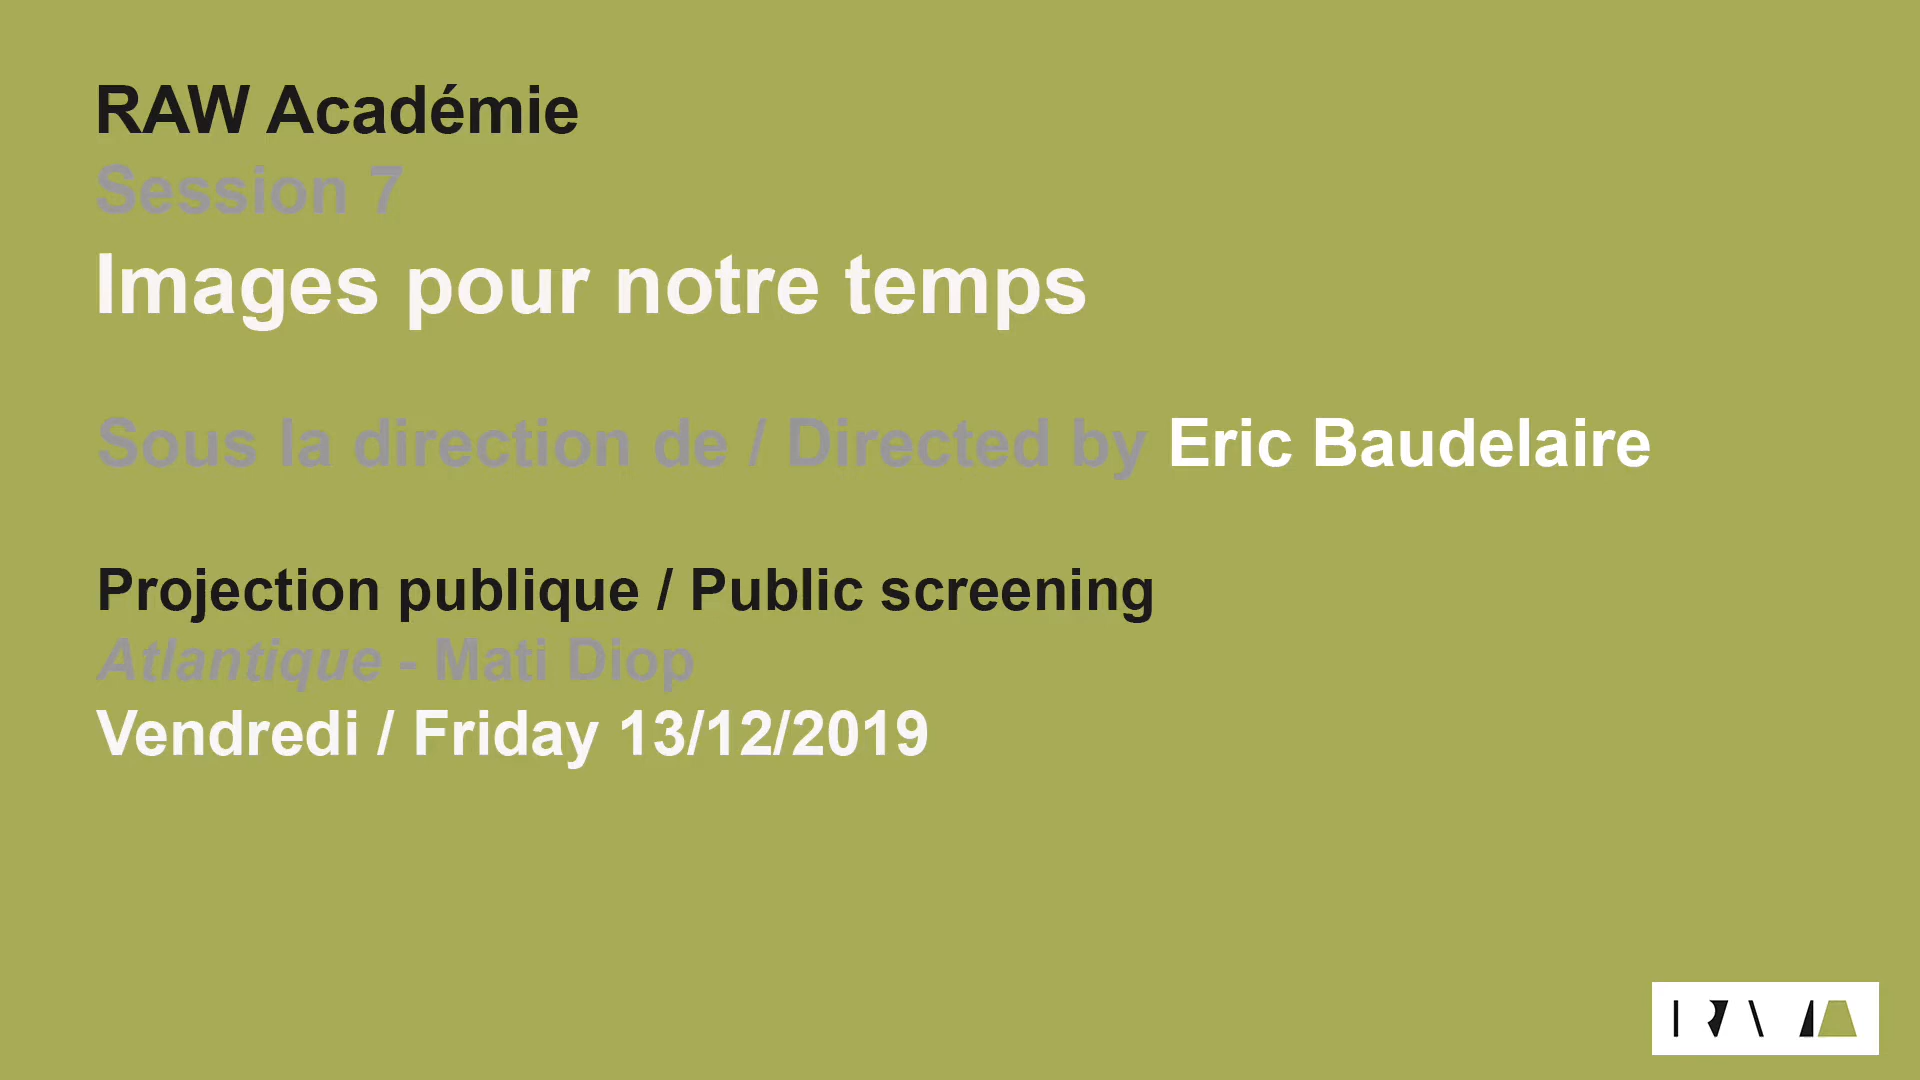 RAW Académie
Session 7
Images pour notre temps
Sous la direction de / Directed by Eric Baudelaire
Projection publique / Public screening
Atlantique - Mati Diop
Vendredi / Friday 13/12/2019